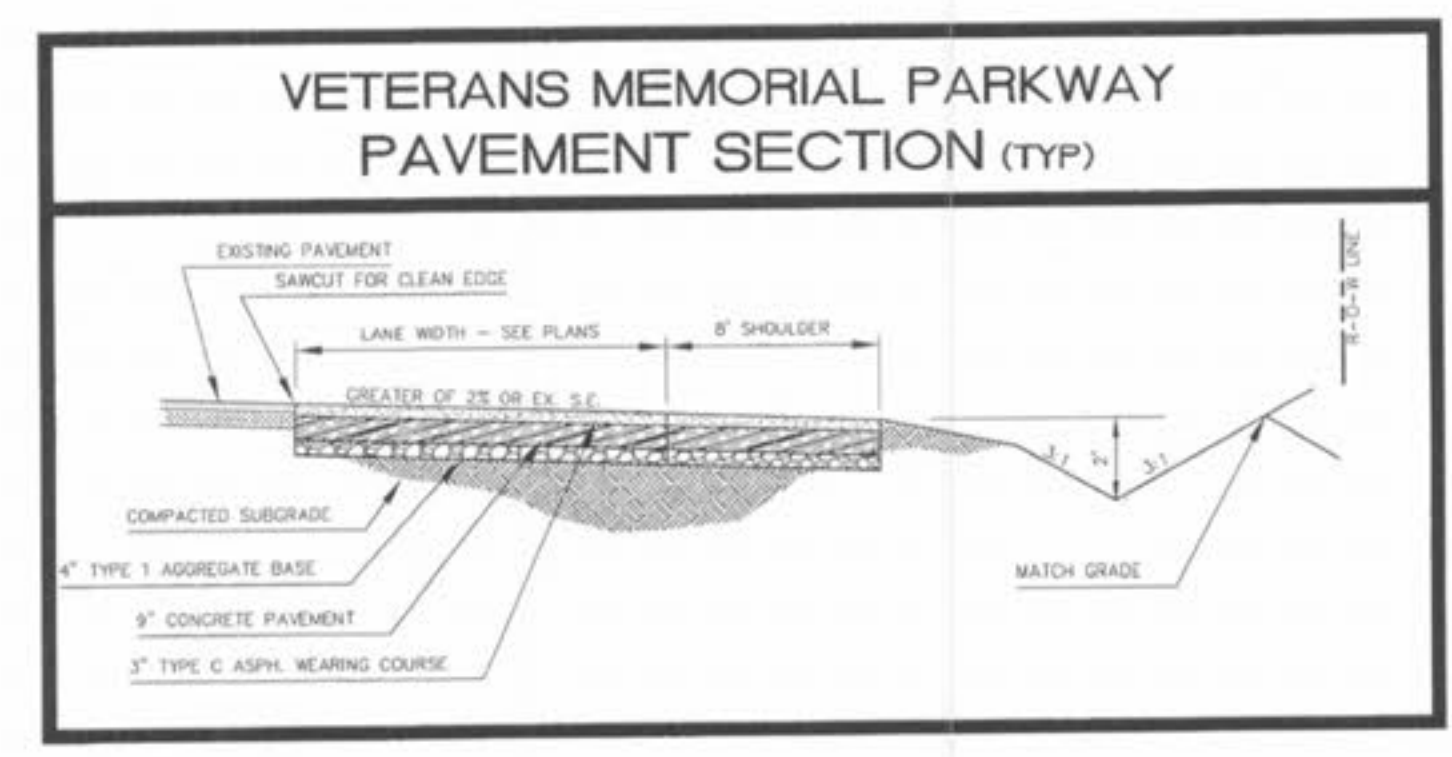 VETERANS MEMORIAL PARKWAY
PAVEMENT SECTION (TYP)
EXISTING PAVEMENT
SAWCUT FOR CLEAN EDGE
LANE WIDTH - SEE PLANS
8' SHOULDER
R-O-W LINE
GREATER OF 2% OR EX. S.E.
3:1
2'
3:1
COMPACTED SUBGRADE
4" TYPE 1 AGGREGATE BASE
MATCH GRADE
9" CONCRETE PAVEMENT
3" TYPE C ASPH. WEARING COURSE